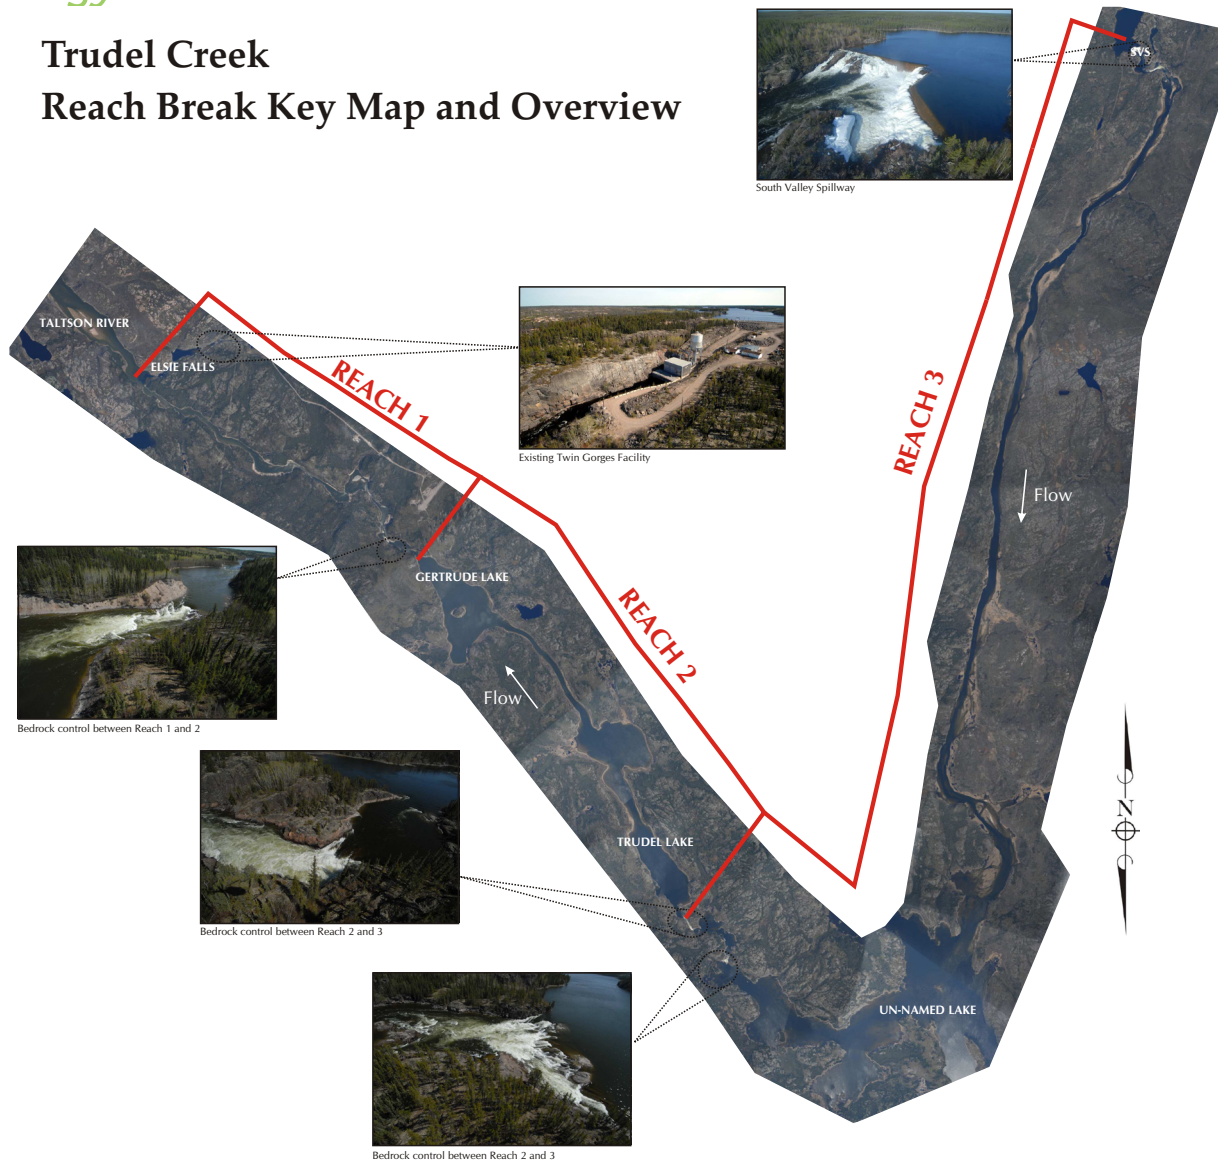 Trudel Creek
Reach Break Key Map and Overview
SVS
South Valley Spillway
TALTSON RIVER
ELSIE FALLS
REACH 1
Existing Twin Gorges Facility
REACH 3
Flow
GERTRUDE LAKE
REACH 2
Flow
Bedrock control between Reach 1 and 2
N
TRUDEL LAKE
Bedrock control between Reach 2 and 3
UN-NAMED LAKE
Bedrock control between Reach 2 and 3